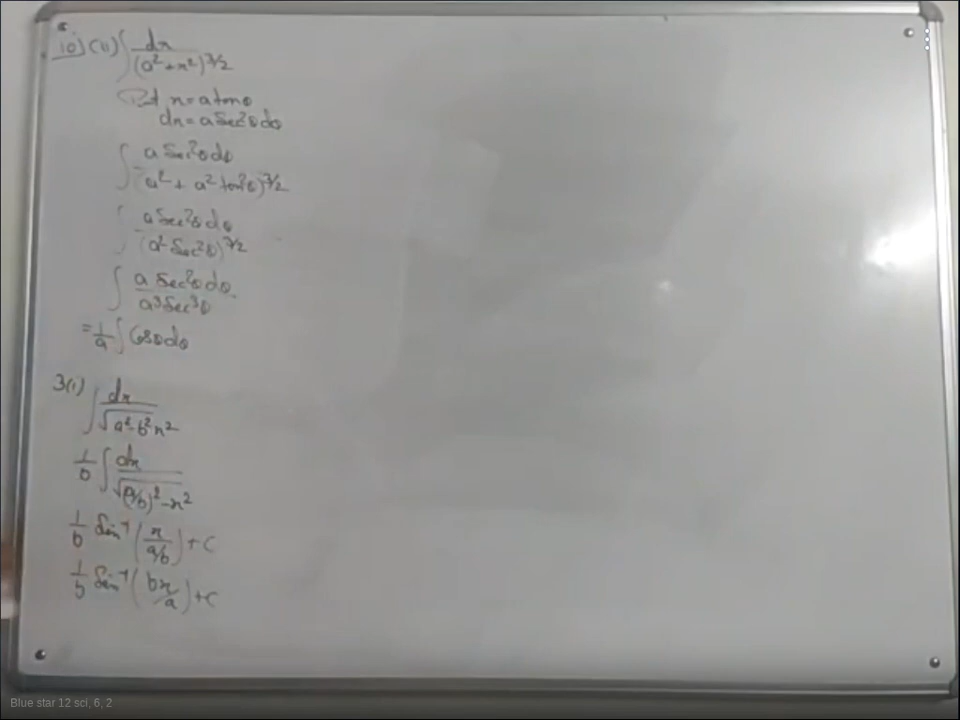 10) (ii) ∫ dx / (a² + x²)^3/2
Put x = a tanθ
dx = a Sec²θ dθ
∫ a Sec²θ dθ / (a² + a² tan²θ)^3/2
∫ a Sec²θ dθ / (a² Sec²θ)^3/2
∫ a Sec²θ dθ / a³ Sec³θ
= 1/a ∫ Cosθ dθ
3(i) ∫ dx / √a² - b² x²
1/b ∫ dx / √(a/b)² - x²
1/b Sin⁻¹ (x / a/b) + c
1/b Sin⁻¹ (bx/a) + c
Blue star 12 sci, 6, 2